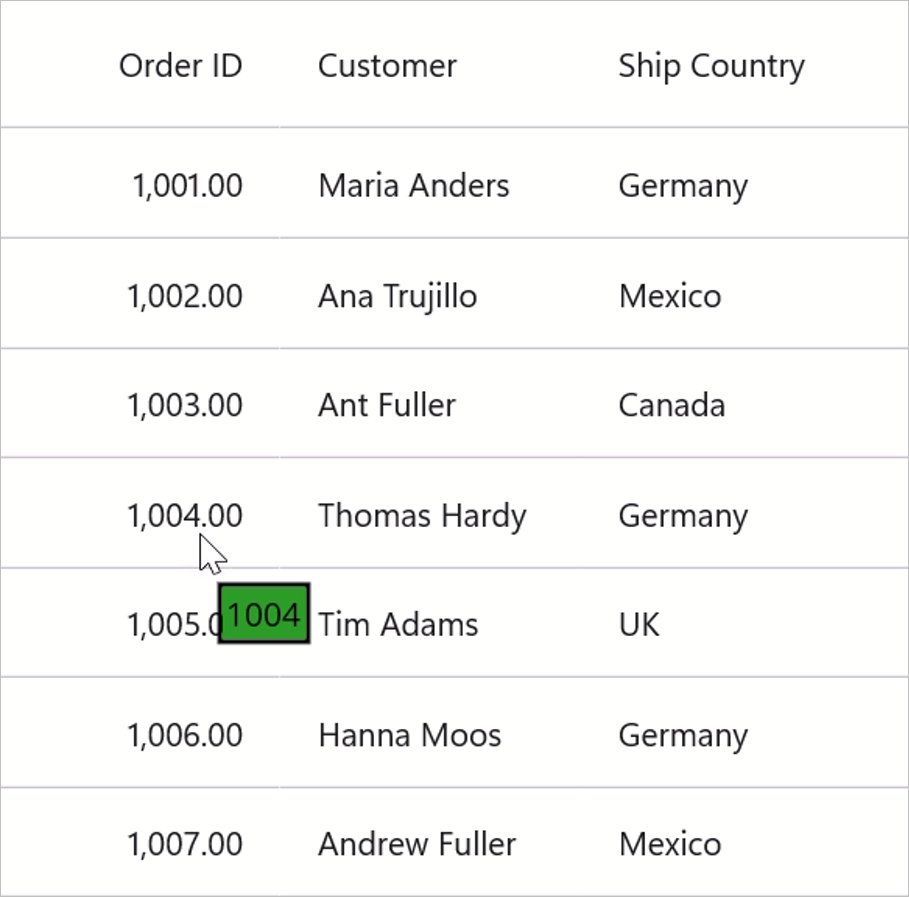 Order ID Customer Ship Country
1,001.00 Maria Anders Germany
1,002.00 Ana Trujillo Mexico
1,003.00 Ant Fuller Canada
1,004.00 Thomas Hardy Germany
1,005.0 1004 Tim Adams UK
1,006.00 Hanna Moos Germany
1,007.00 Andrew Fuller Mexico